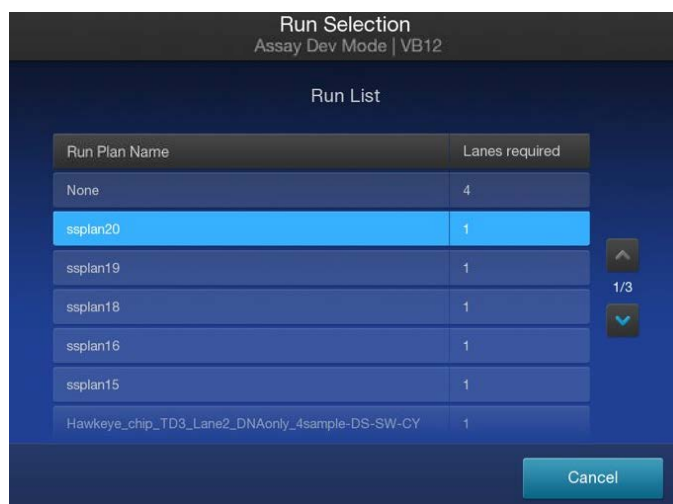 Run Selection
Assay Dev Mode | VB12
Run List
Run Plan Name Lanes required
None 4
ssplan20 1
ssplan19 1
ssplan18 1
ssplan16 1
ssplan15 1
Hawkeye_chip_TD3_Lane2_DNAonly_4sample-DS-SW-CY 1
1/3
Cancel